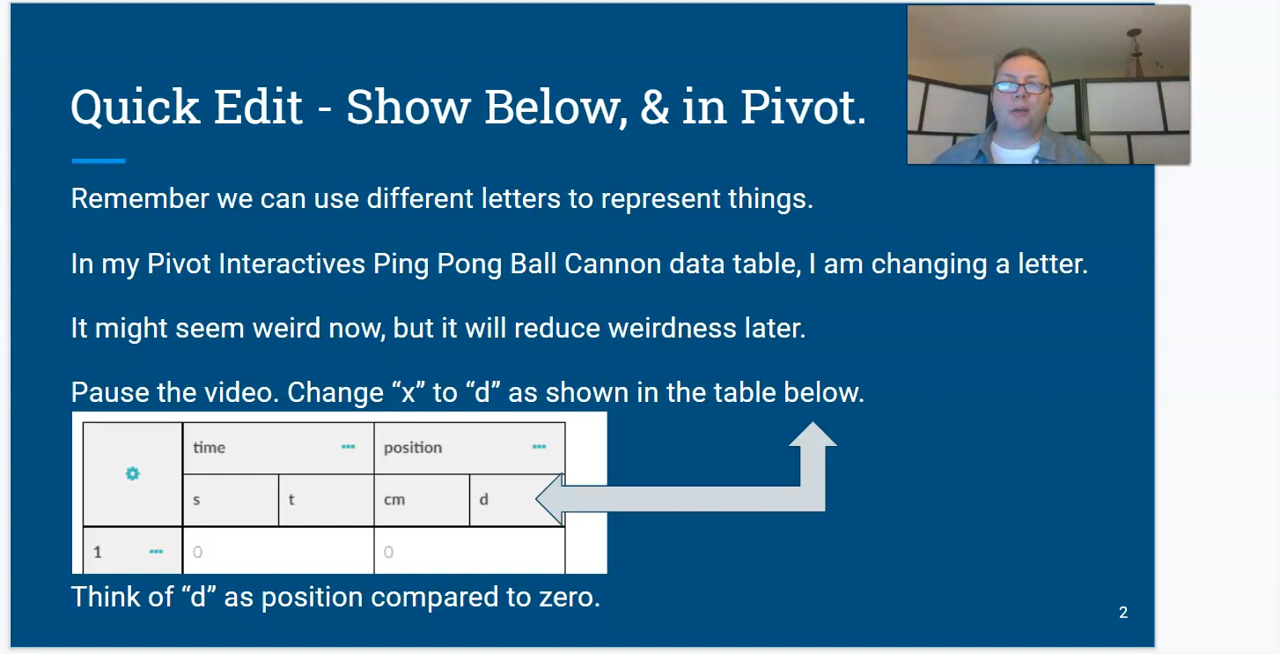 Quick Edit - Show Below, & in Pivot.
Remember we can use different letters to represent things.
In my Pivot Interactives Ping Pong Ball Cannon data table, I am changing a letter.
It might seem weird now, but it will reduce weirdness later.
Pause the video. Change “x” to “d” as shown in the table below.
time position
s t cm d
1 0 0
Think of “d” as position compared to zero.
2